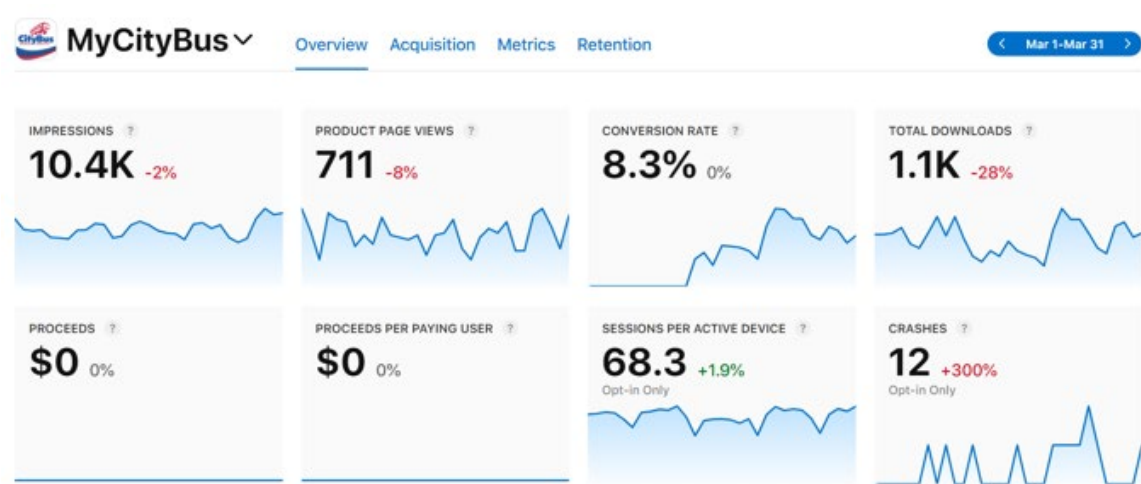 CityBus
MyCityBus
Overview Acquisition Metrics Retention
Mar 1-Mar 31
IMPRESSIONS ?
10.4K -2%
PRODUCT PAGE VIEWS ?
711 -8%
CONVERSION RATE ?
8.3% 0%
TOTAL DOWNLOADS ?
1.1K -28%
PROCEEDS ?
$0 0%
PROCEEDS PER PAYING USER ?
$0 0%
SESSIONS PER ACTIVE DEVICE ?
68.3 +1.9%
Opt-in Only
CRASHES ?
12 +300%
Opt-in Only